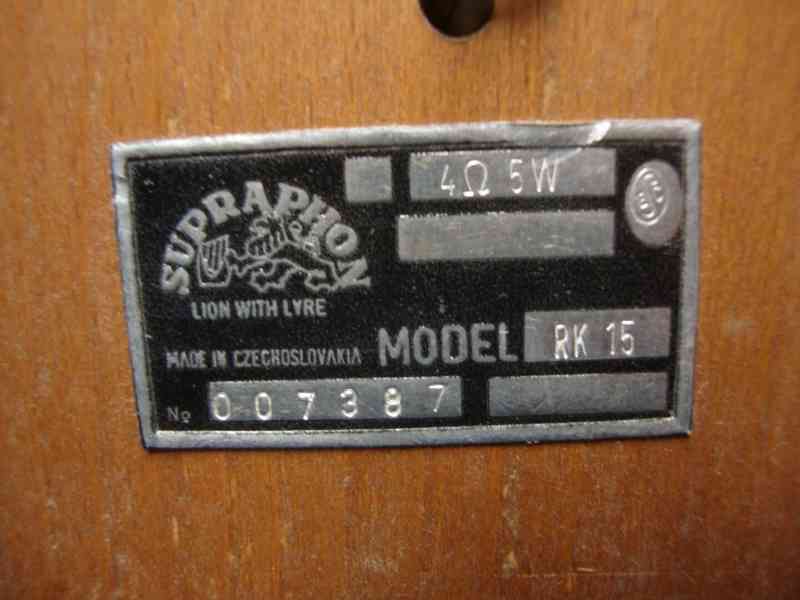 4Ω 5W
SUPRAPHON
LION WITH LYRE
MADE IN CZECHOSLOVAKIA
MODEL RK 15
No 007387